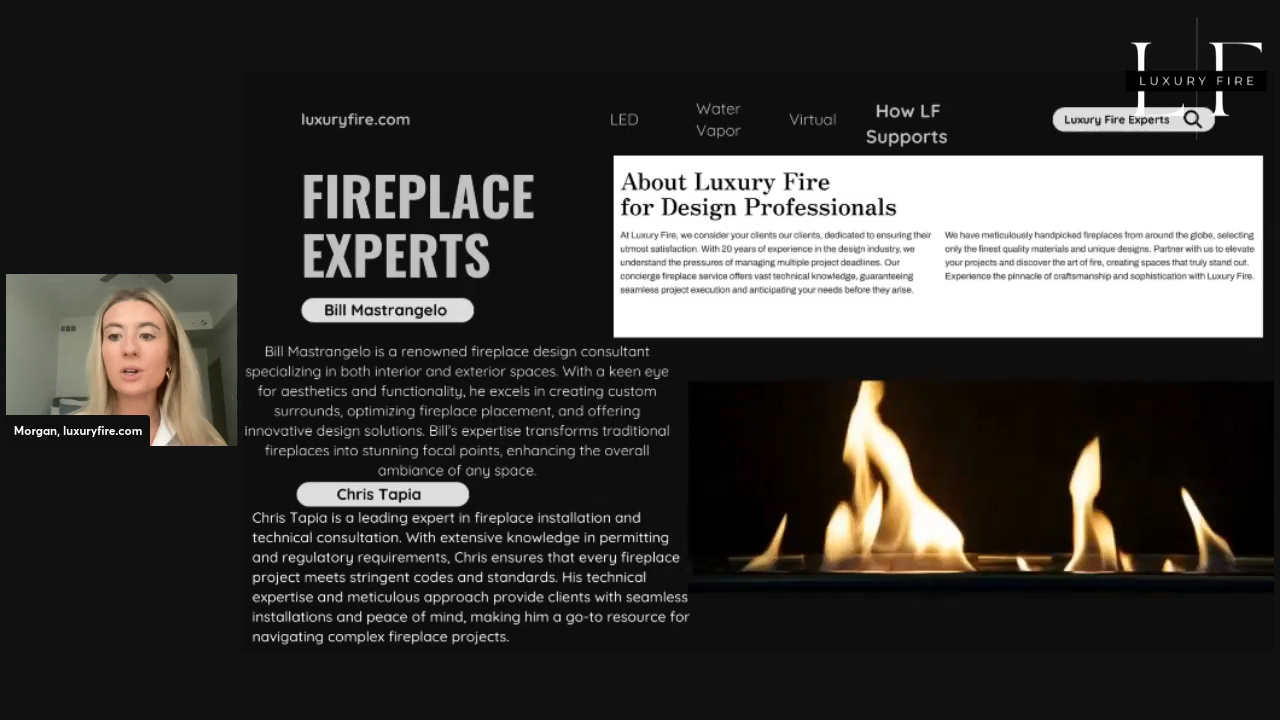 LF
LUXURY FIRE
luxuryfire.com
LED
Water
Vapor
Virtual
How LF
Supports
Luxury Fire Experts
FIREPLACE
EXPERTS
Bill Mastrangelo
Bill Mastrangelo is a renowned fireplace design consultant
specializing in both interior and exterior spaces. With a keen eye
for aesthetics and functionality, he excels in creating custom
surrounds, optimizing fireplace placement, and offering
innovative design solutions. Bill's expertise transforms traditional
fireplaces into stunning focal points, enhancing the overall
ambiance of any space.
Chris Tapia
Chris Tapia is a leading expert in fireplace installation and
technical consultation. With extensive knowledge in permitting
and regulatory requirements, Chris ensures that every fireplace
project meets stringent codes and standards. His technical
expertise and meticulous approach provide clients with seamless
installations and peace of mind, making him a go-to resource for
navigating complex fireplace projects.
About Luxury Fire
for Design Professionals
At Luxury Fire, we consider your clients our clients, dedicated to ensuring their
utmost satisfaction. With 20 years of experience in the design industry, we
understand the pressures of managing multiple project deadlines. Our
concierge fireplace service offers vast technical knowledge, guaranteeing
seamless project execution and anticipating your needs before they arise.
We have meticulously handpicked fireplaces from around the globe, selecting
only the finest quality materials and unique designs. Partner with us to elevate
your projects and discover the art of fire, creating spaces that truly stand out.
Experience the pinnacle of craftsmanship and sophistication with Luxury Fire.
Morgan, luxuryfire.com